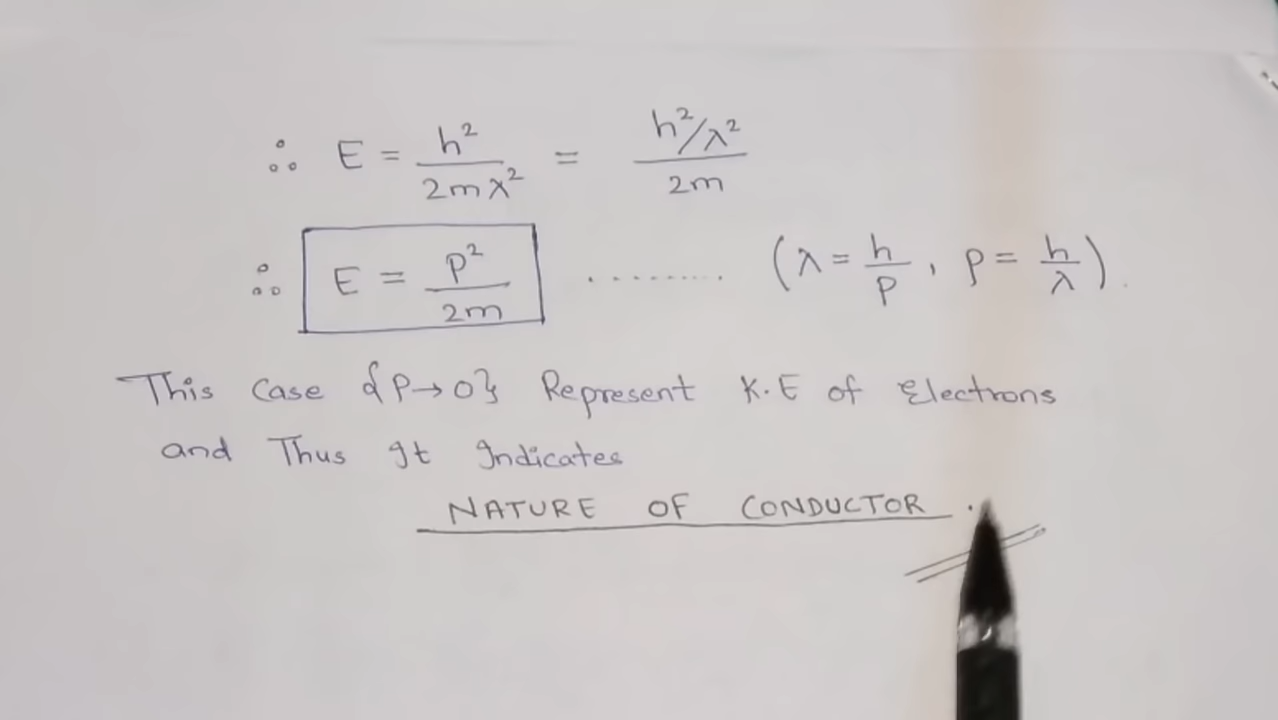 ∴ E = h²/2mλ² = h²/λ²/2m
∴ E = p²/2m ......... (λ = h/p, p = h/λ).
This Case {P→0} Represent K.E of Electrons
and Thus It Indicates
NATURE OF CONDUCTOR.